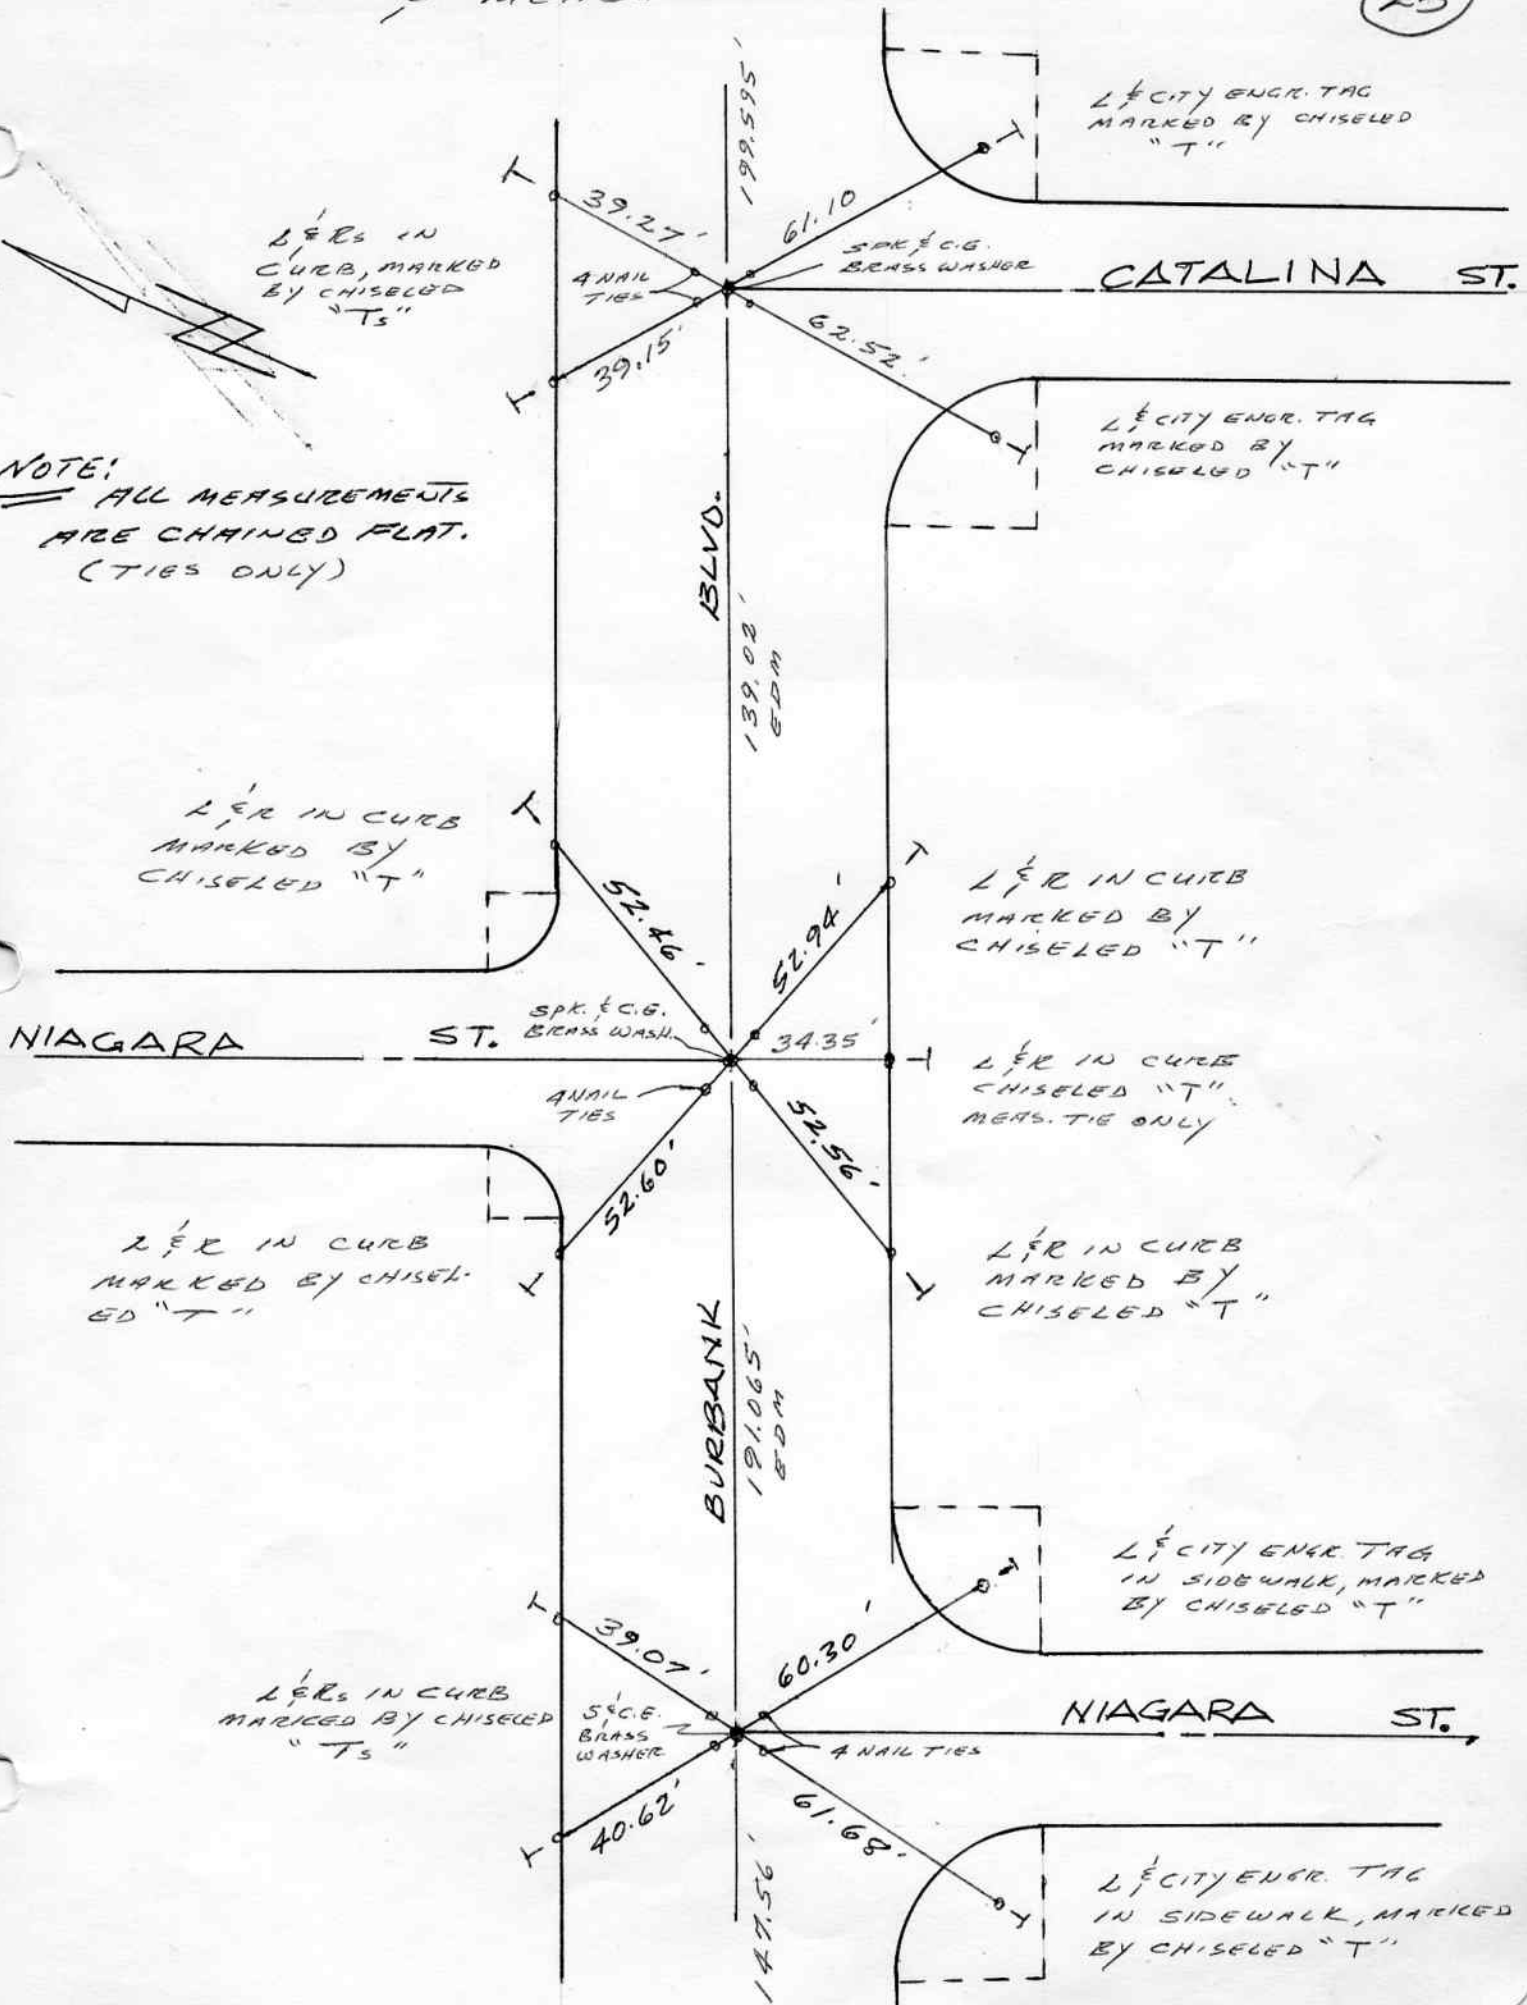 25
199.595'
L & CITY ENGR. TAG
MARKED BY CHISELED
"T"
T
T
39.27'
61.10
L & Rs IN
CURB, MARKED
BY CHISELED
"Ts"
4 NAIL
TIES
SPK & C.E.
BRASS WASHER
CATALINA ST.
39.15'
62.52'
T
T
L & CITY ENGR. TAG
MARKED BY
CHISELED "T"
NOTE:
ALL MEASUREMENTS
ARE CHAINED FLAT.
(TIES ONLY)
BLVD.
139.02'
EDM
L & R IN CURB
MARKED BY
CHISELED "T"
T
T
52.46'
52.94'
L & R IN CURB
MARKED BY
CHISELED "T"
NIAGARA ST.
SPK. & C.E.
BRASS WASH.
34.35'
T
L & R IN CURB
CHISELED "T"
MEAS. TIE ONLY
4 NAIL
TIES
52.60'
52.56'
T
T
L & R IN CURB
MARKED BY CHISEL-
ED "T"
L & R IN CURB
MARKED BY
CHISELED "T"
BURBANK
191.065'
EDM
L & CITY ENGR. TAG
IN SIDEWALK, MARKED
BY CHISELED "T"
T
T
39.07'
60.30'
L & Rs IN CURB
MARKED BY CHISELED
"Ts"
S & C.E.
BRASS
WASHER
NIAGARA ST.
4 NAIL TIES
40.62'
61.68'
T
T
147.56'
L & CITY ENGR. TAG
IN SIDEWALK, MARKED
BY CHISELED "T"